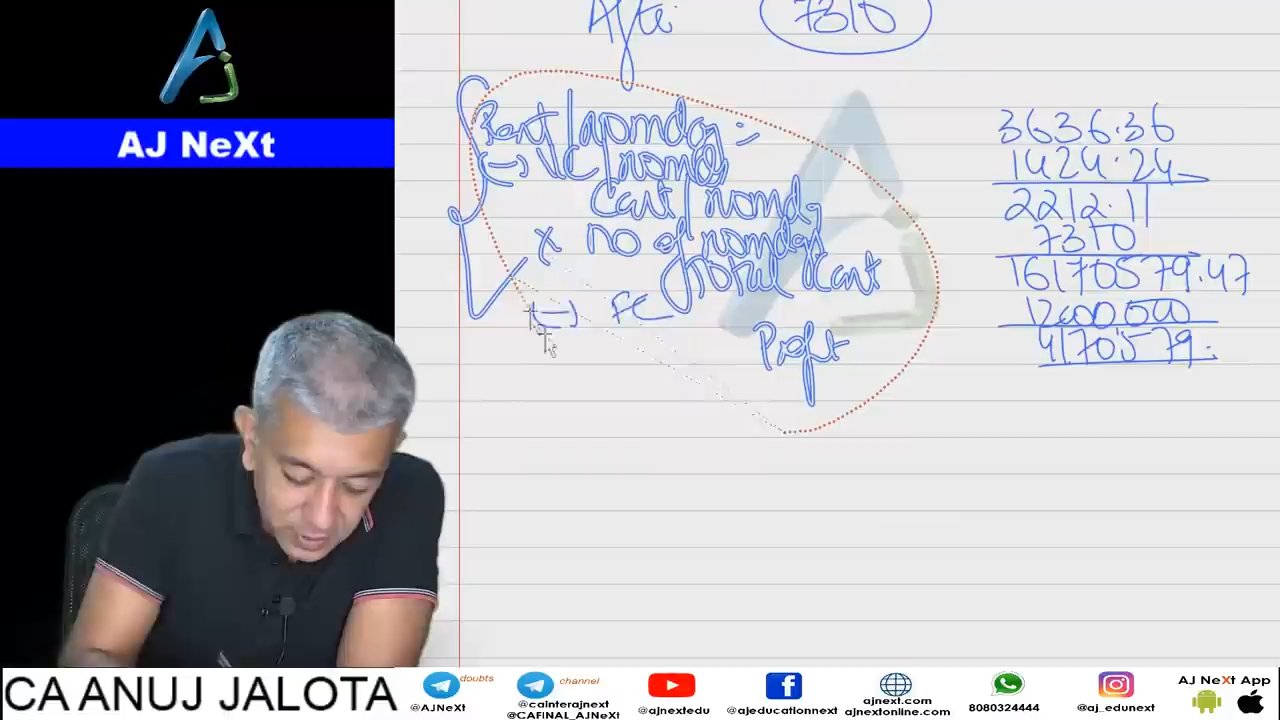 After 7310
Rent/roomday :-
(-) VC/roomday
Cont/roomday
x no of roomdays
Total Cont
(-) FC
Profit
3636.36
1424.24
2212.11
7310
16170579.47
12000000
4170579.
AJ NeXt
CA ANUJ JALOTA
doubts
@AJNeXt
channel
@cainterajnext
@CAFINAL_AJNeXt
@ajnextedu
@ajeducationnext
ajnext.com
ajnextonline.com
8080324444
@aj_edunext
AJ NeXt App